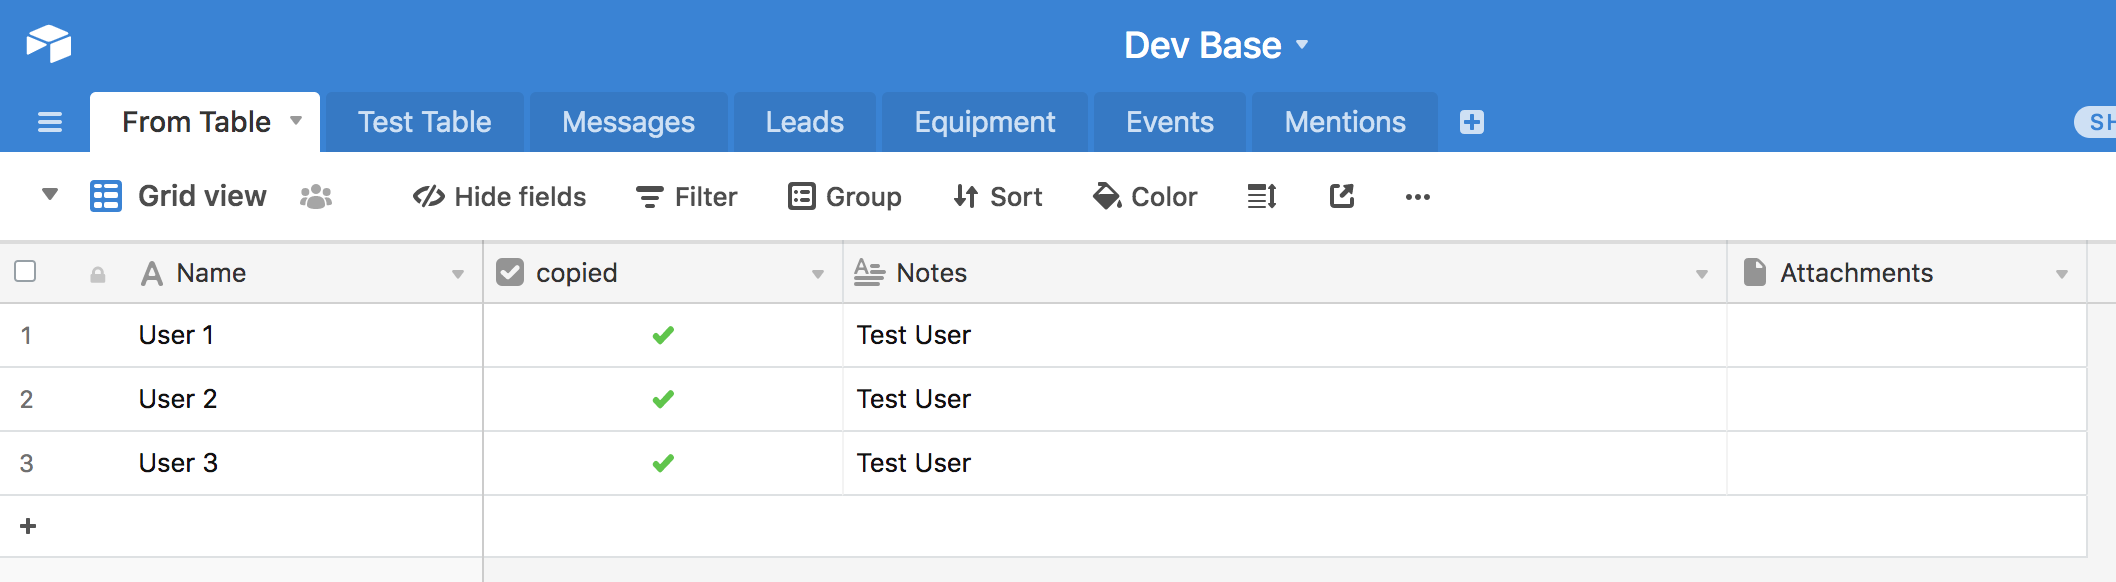 Dev Base
From Table Test Table Messages Leads Equipment Events Mentions SH
Grid view Hide fields Filter Group Sort Color
Name copied Notes Attachments
1 User 1 Test User
2 User 2 Test User
3 User 3 Test User